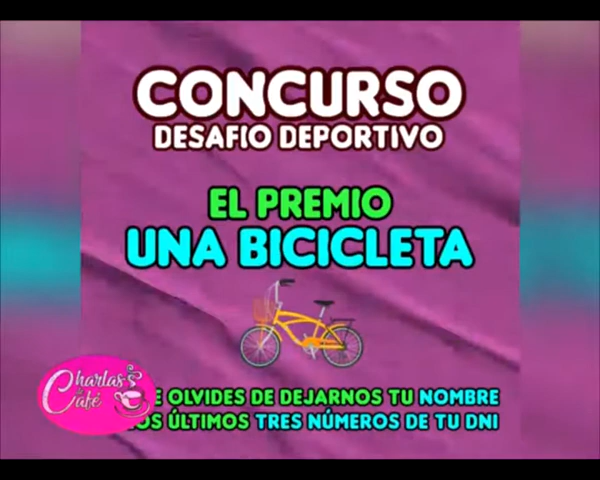 CONCURSO
DESAFIO DEPORTIVO
EL PREMIO
UNA BICICLETA
OLVIDES DE DEJARNOS TU NOMBRE
ÚLTIMOS TRES NÚMEROS DE TU DNI
Charlas
Café